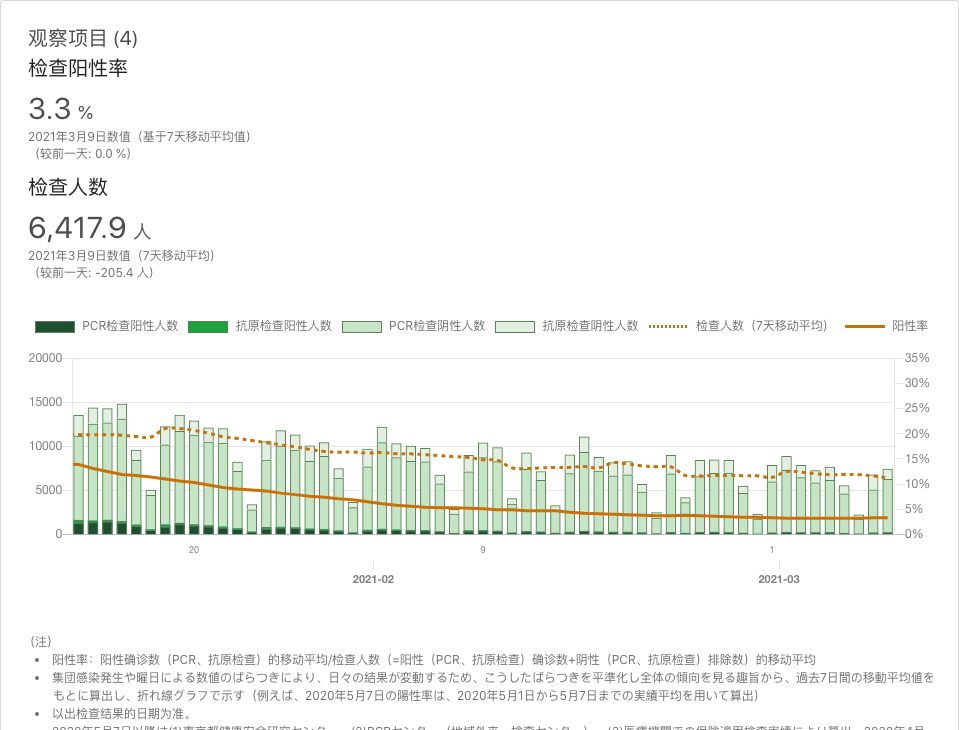 观察项目 (4)
检查阳性率
3.3 %
2021年3月9日数值（基于7天移动平均值）
（较前一天: 0.0 %）
检查人数
6,417.9 人
2021年3月9日数值（7天移动平均）
（较前一天: -205.4 人）
PCR检查阳性人数 抗原检查阳性人数 PCR检查阴性人数 抗原检查阴性人数 检查人数（7天移动平均） 阳性率
20000 35%
30%
15000 25%
20%
10000 15%
5000 10%
5%
0 0%
20 9 1
2021-02 2021-03
（注）
• 阳性率：阳性确诊数（PCR、抗原检查）的移动平均/检查人数（=阳性（PCR、抗原检查）确诊数+阴性（PCR、抗原检查）排除数）的移动平均
• 集団感染発生や曜日による数値のばらつきにより、日々の結果が変動するため、こうしたばらつきを平準化し全体の傾向を見る趣旨から、過去7日間の移動平均値を
もとに算出し、折れ線グラフで示す（例えば、2020年5月7日の陽性率は、2020年5月1日から5月7日までの実績平均を用いて算出）
• 以出检查结果的日期为准。